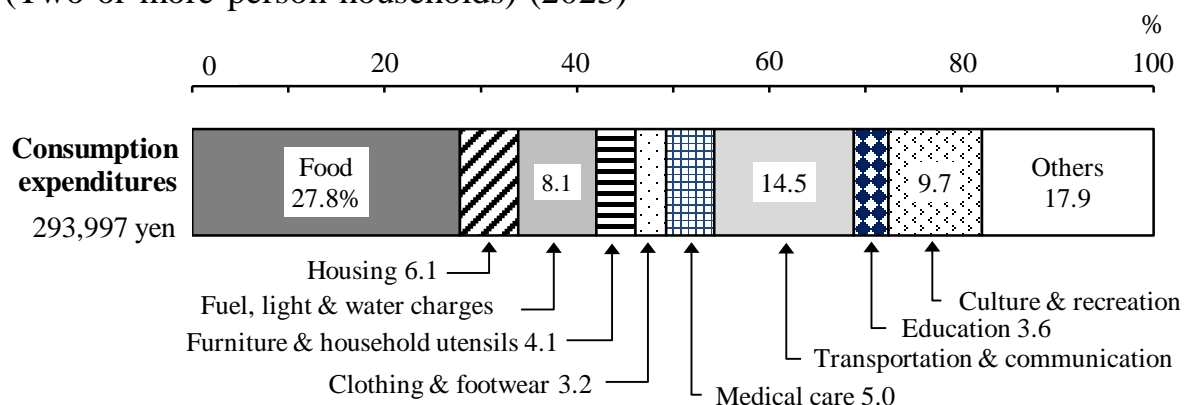 (Two or more person households) (2023)
%
0 20 40 60 80 100
Consumption
expenditures
293,997 yen
Food
27.8%
8.1
14.5
9.7
Others
17.9
Housing 6.1
Fuel, light & water charges
Furniture & household utensils 4.1
Clothing & footwear 3.2
Medical care 5.0
Transportation & communication
Education 3.6
Culture & recreation